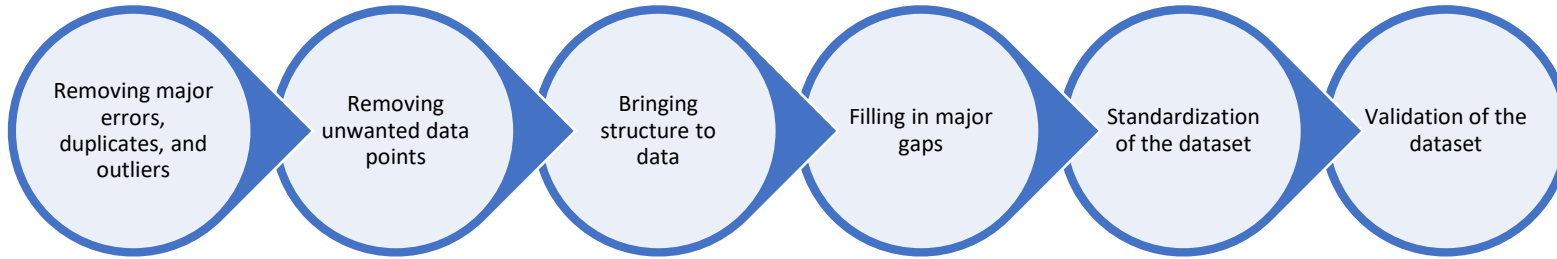 Removing major
errors,
duplicates, and
outliers
Removing
unwanted data
points
Bringing
structure to
data
Filling in major
gaps
Standardization
of the dataset
Validation of the
dataset